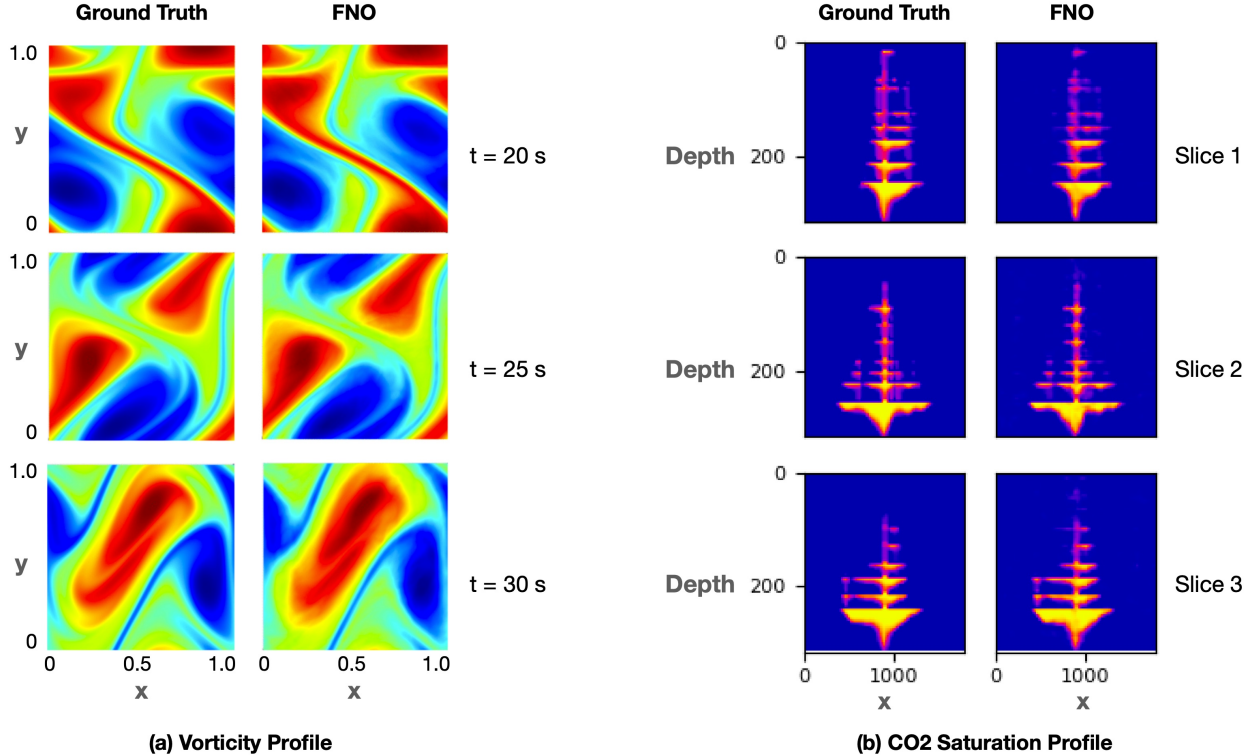 Ground Truth FNO
1.0
y
0
t = 20 s
1.0
y
0
t = 25 s
1.0
y
0
t = 30 s
0 0.5 1.0 0 0.5 1.0
x x
(a) Vorticity Profile
Ground Truth FNO
0
Depth 200
Slice 1
0
Depth 200
Slice 2
0
Depth 200
Slice 3
0 1000 0 1000
x x
(b) CO2 Saturation Profile